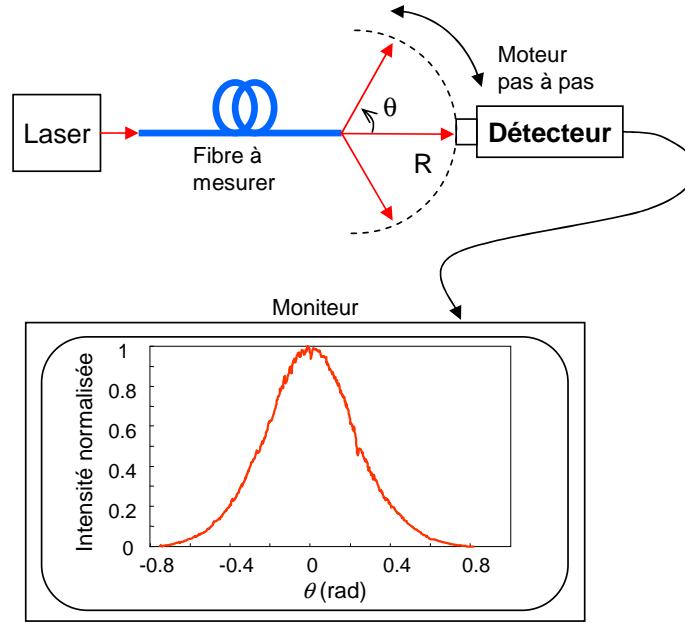 Moteur
pas à pas
Laser
θ
Détecteur
R
Fibre à
mesurer
Moniteur
Intensité normalisée
1
0.8
0.6
0.4
0.2
0
-0.8
-0.4
0
0.4
0.8
θ (rad)